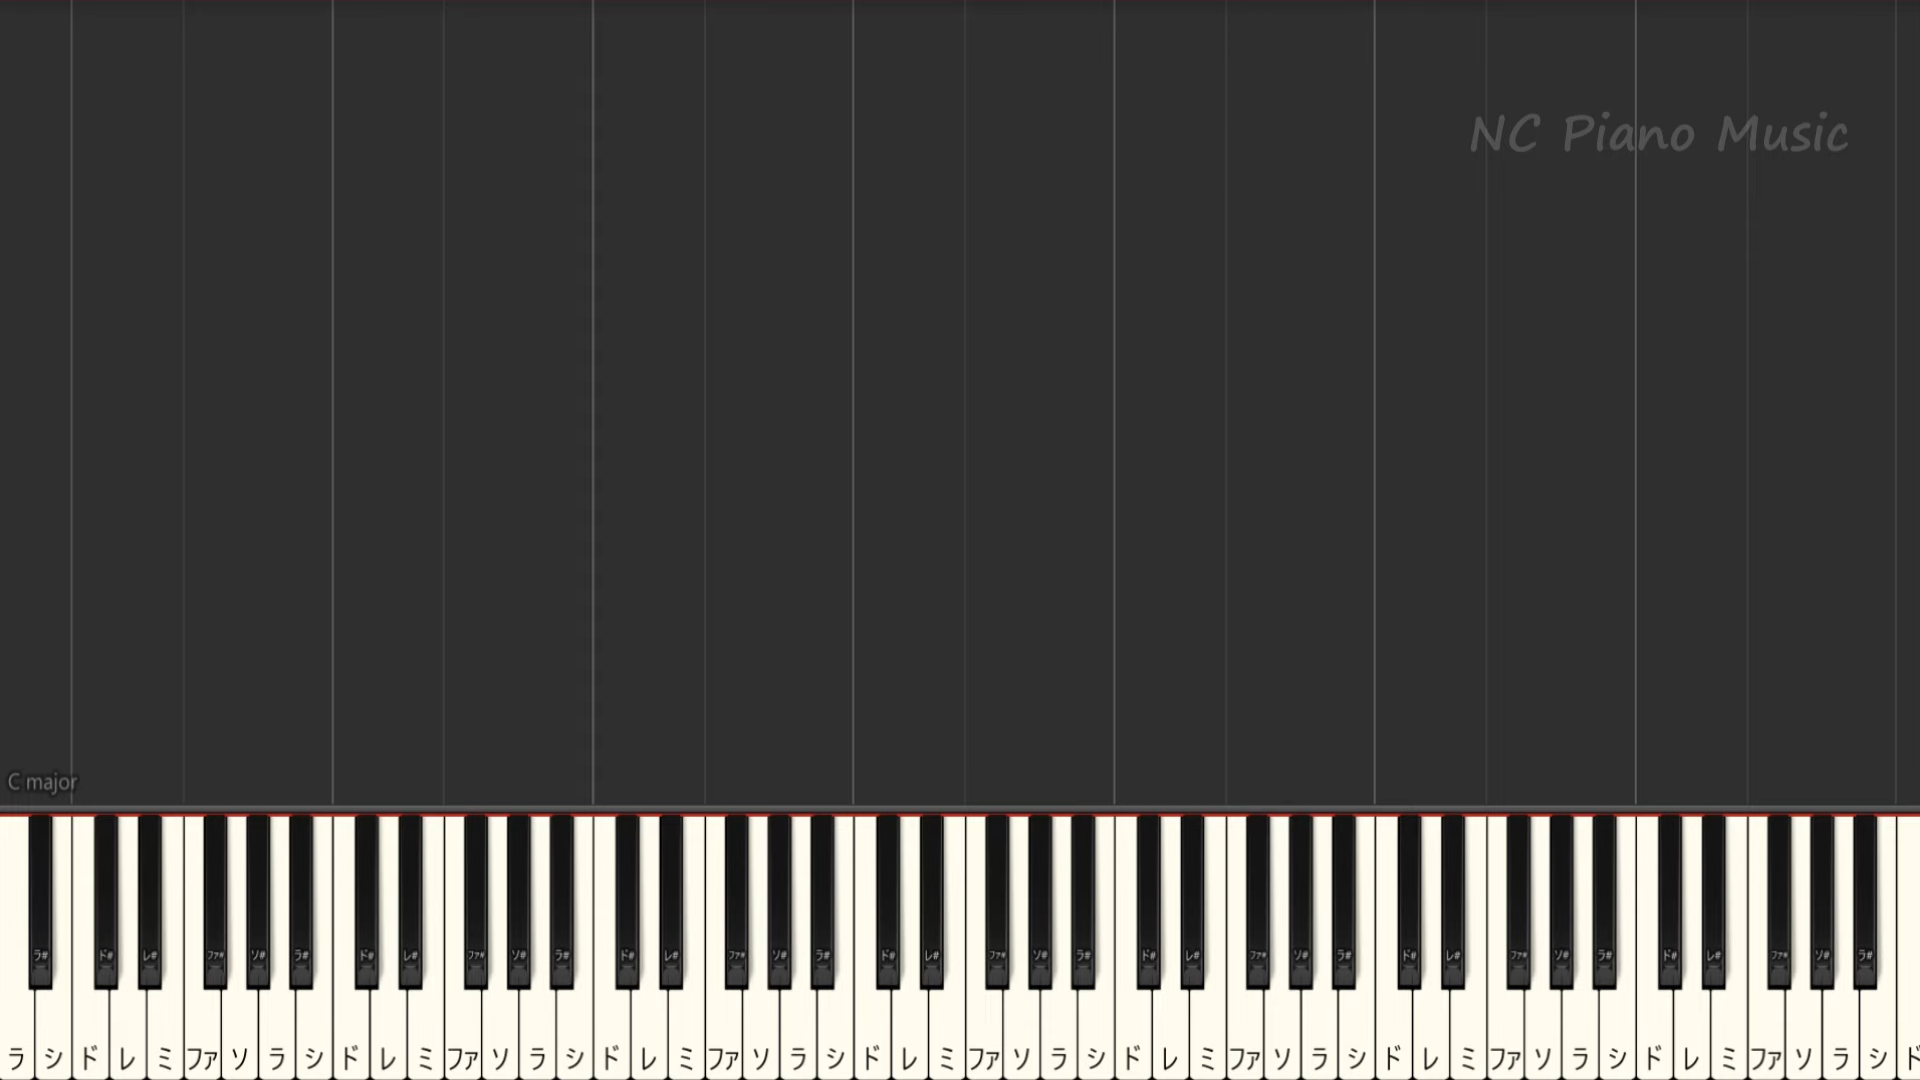 NC Piano Music
C major
ラ# ド# レ# ファ# ソ# ラ# ド# レ# ファ# ソ# ラ# ド# レ# ファ# ソ# ラ# ド# レ# ファ# ソ# ラ# ド# レ# ファ# ソ# ラ# ド# レ# ファ# ソ# ラ# ド# レ# ファ# ソ# ラ#
ラ シ ド レ ミ ファ ソ ラ シ ド レ ミ ファ ソ ラ シ ド レ ミ ファ ソ ラ シ ド レ ミ ファ ソ ラ シ ド レ ミ ファ ソ ラ シ ド レ ミ ファ ソ ラ シ ド レ ミ ファ ソ ラ シ ド